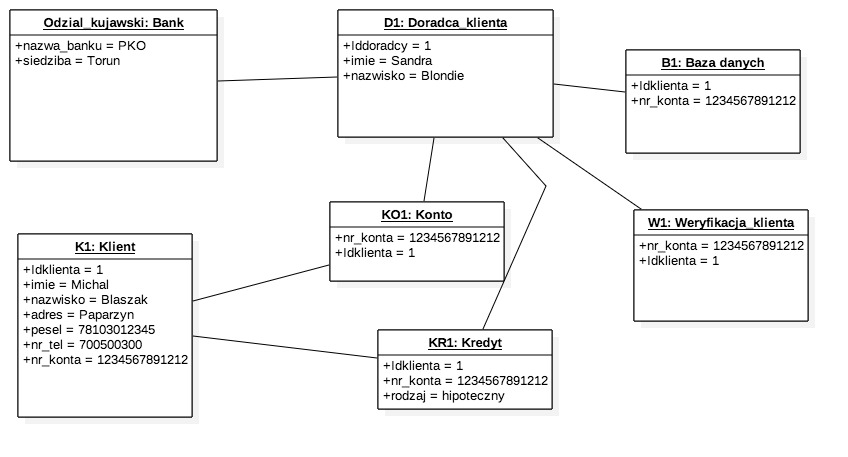 Odzial_kujawski: Bank
+nazwa_banku = PKO
+siedziba = Torun
D1: Doradca_klienta
+Iddoradcy = 1
+imie = Sandra
+nazwisko = Blondie
B1: Baza danych
+Idklienta = 1
+nr_konta = 1234567891212
KO1: Konto
+nr_konta = 1234567891212
+Idklienta = 1
W1: Weryfikacja_klienta
+nr_konta = 1234567891212
+Idklienta = 1
K1: Klient
+Idklienta = 1
+imie = Michal
+nazwisko = Blaszak
+adres = Paparzyn
+pesel = 78103012345
+nr_tel = 700500300
+nr_konta = 1234567891212
KR1: Kredyt
+Idklienta = 1
+nr_konta = 1234567891212
+rodzaj = hipoteczny